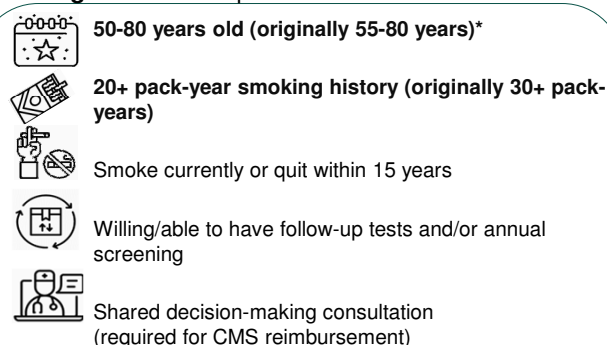 50-80 years old (originally 55-80 years)*
20+ pack-year smoking history (originally 30+ pack-
years)
Smoke currently or quit within 15 years
Willing/able to have follow-up tests and/or annual
screening
Shared decision-making consultation
(required for CMS reimbursement)